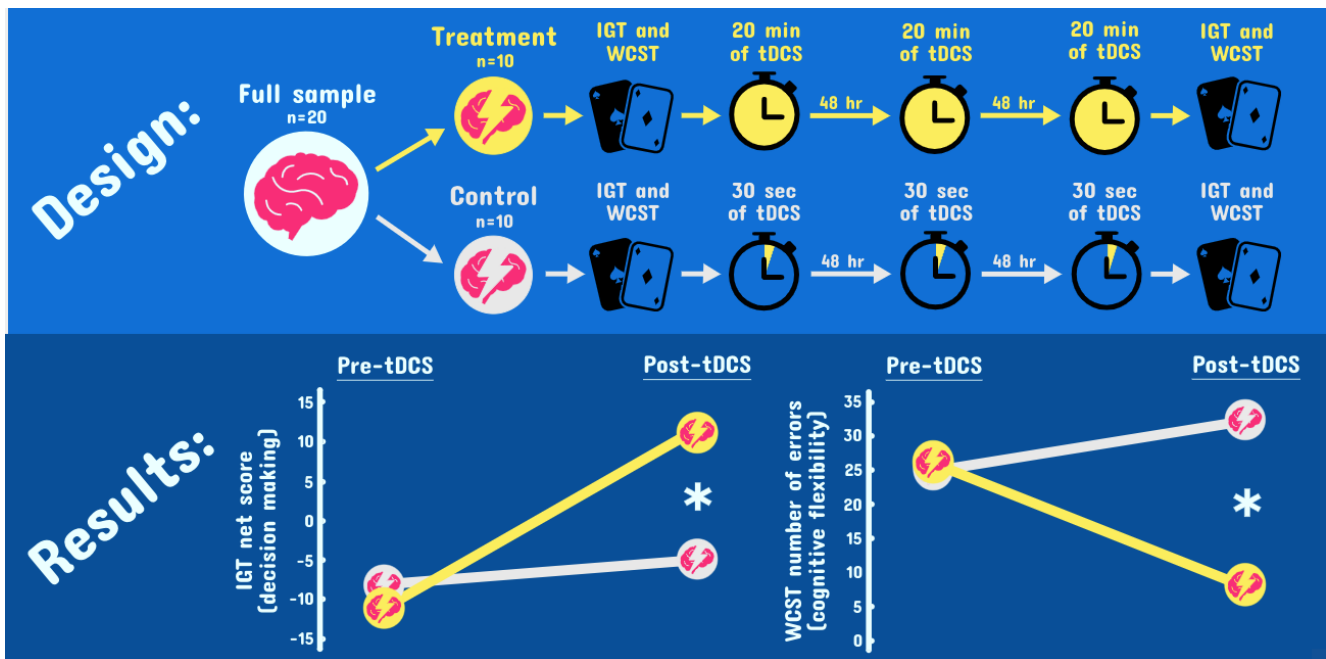 Design:
Full sample
n=20
Treatment
n=10
IGT and
WCST
20 min
of tDCS
48 hr
20 min
of tDCS
48 hr
20 min
of tDCS
IGT and
WCST
Control
n=10
IGT and
WCST
30 sec
of tDCS
48 hr
30 sec
of tDCS
48 hr
30 sec
of tDCS
IGT and
WCST
Results:
Pre-tDCS
Post-tDCS
IGT net score
(decision making)
15
10
5
0
-5
-10
-15
*
Pre-tDCS
Post-tDCS
WCST number of errors
(cognitive flexibility)
35
30
25
20
15
10
5
0
*